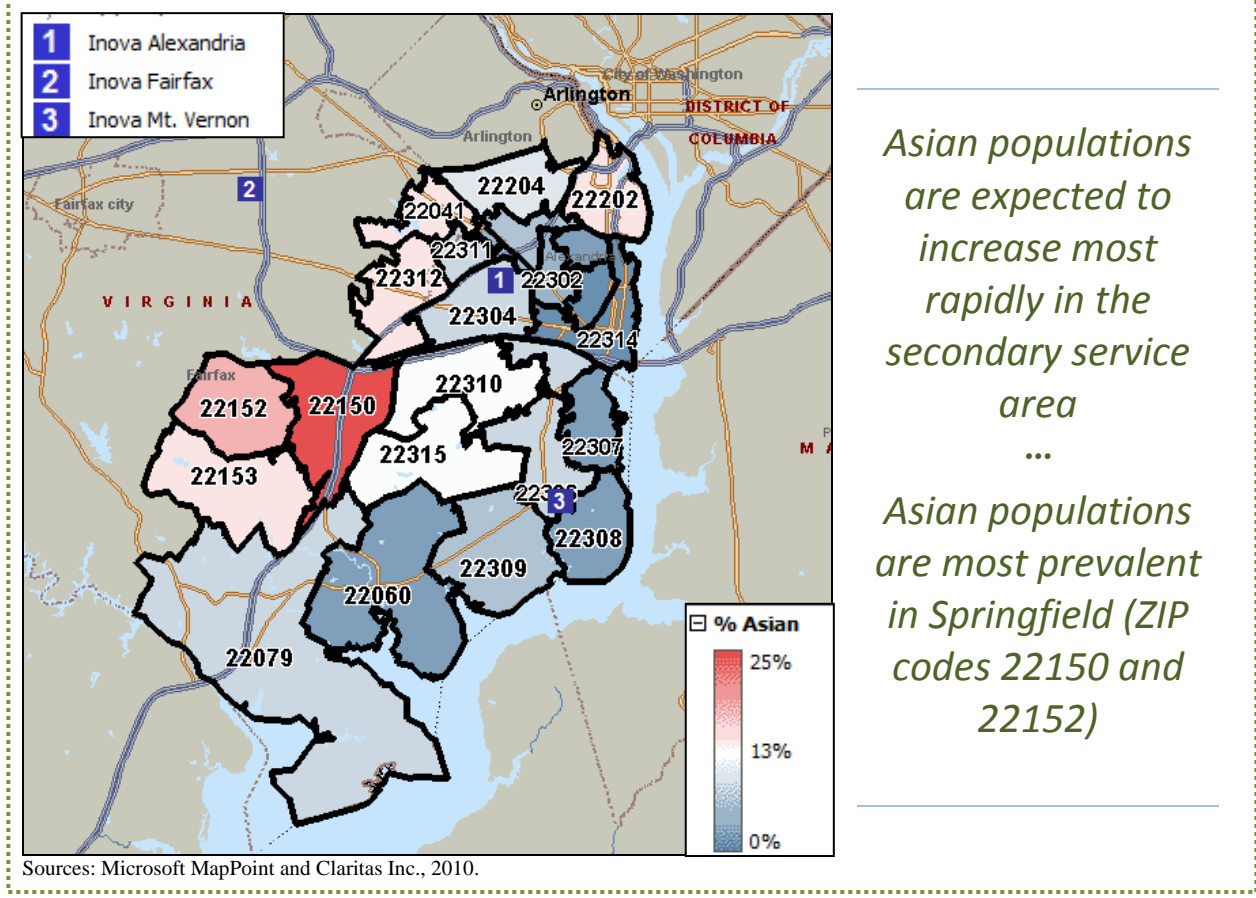 1 Inova Alexandria
2 Inova Fairfax
3 Inova Mt. Vernon
City of Washington
Arlington
DISTRICT OF
COLUMBIA
Arlington
2
22204
22202
Fairfax city
22041
22311
Alexandria
22312
1
22302
VIRGINIA
22304
22314
Fairfax
22310
22152
22150
22307
22315
22153
3
22308
22309
22060
22079
% Asian
25%
13%
0%
Asian populations
are expected to
increase most
rapidly in the
secondary service
area
...
Asian populations
are most prevalent
in Springfield (ZIP
codes 22150 and
22152)
Sources: Microsoft MapPoint and Claritas Inc., 2010.